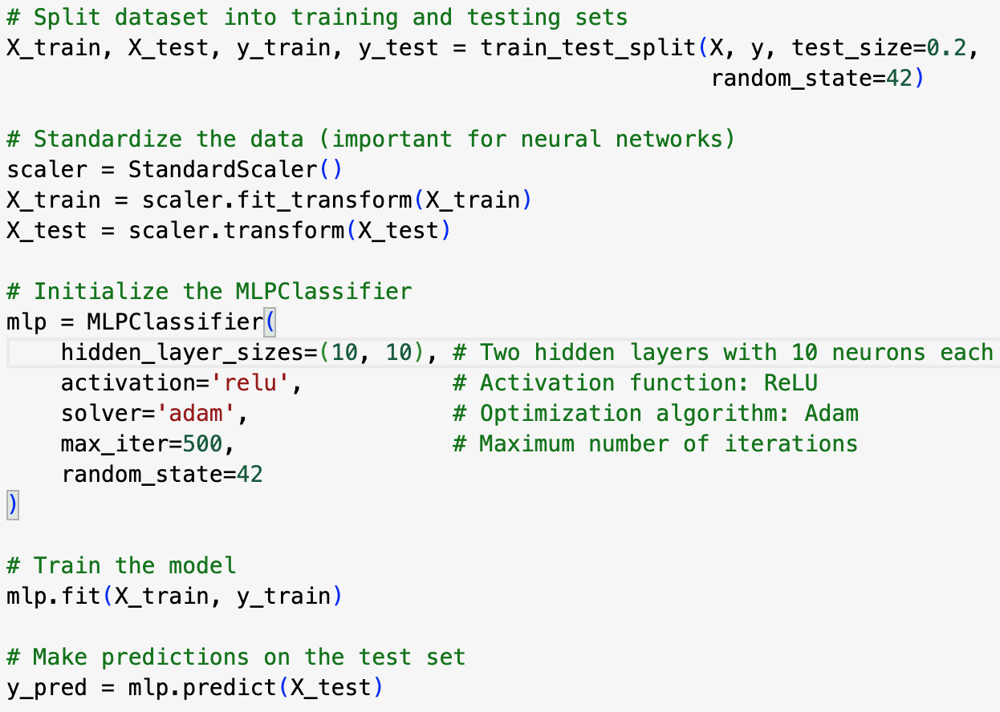 # Split dataset into training and testing sets
X_train, X_test, y_train, y_test = train_test_split(X, y, test_size=0.2,
                                                    random_state=42)

# Standardize the data (important for neural networks)
scaler = StandardScaler()
X_train = scaler.fit_transform(X_train)
X_test = scaler.transform(X_test)

# Initialize the MLPClassifier
mlp = MLPClassifier(
    hidden_layer_sizes=(10, 10), # Two hidden layers with 10 neurons each
    activation='relu',           # Activation function: ReLU
    solver='adam',               # Optimization algorithm: Adam
    max_iter=500,                # Maximum number of iterations
    random_state=42
)

# Train the model
mlp.fit(X_train, y_train)

# Make predictions on the test set
y_pred = mlp.predict(X_test)